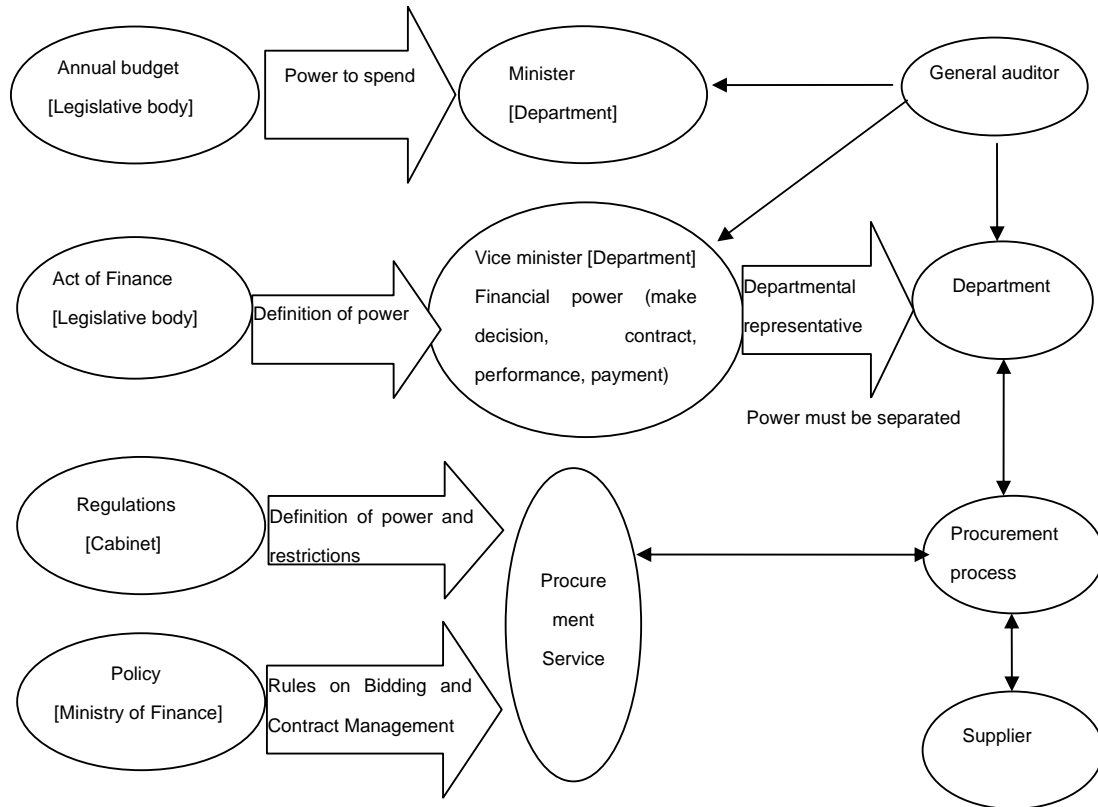 Annual budget
[Legislative body]
Power to spend
Minister
[Department]
General auditor
Act of Finance
[Legislative body]
Definition of power
Vice minister [Department]
Financial power (make
decision, contract,
performance, payment)
Departmental
representative
Department
Power must be separated
Regulations
[Cabinet]
Definition of power and
restrictions
Procure
ment
Service
Procurement
process
Policy
[Ministry of Finance]
Rules on Bidding and
Contract Management
Supplier